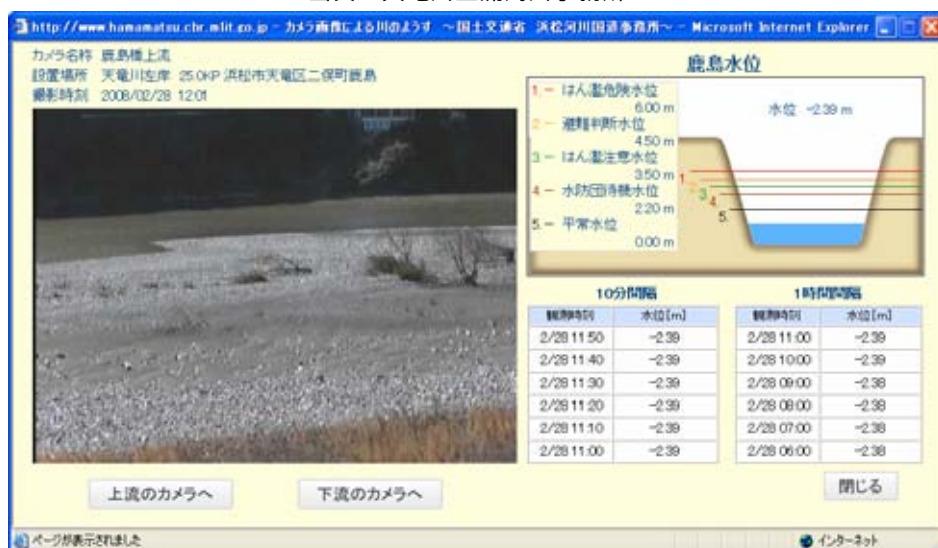 http://www.hamamatsu.cbr.mlit.go.jp - カメラ画像による川のようす ～国土交通省 浜松河川国道事務所～ - Microsoft Internet Explorer
カメラ名称 鹿島橋上流
設置場所 天竜川左岸 25.0KP 浜松市天竜区二俣町鹿島
撮影時刻 2008/02/28 12:01
鹿島水位
1.－ はん濫危険水位
6.00 m
2.－ 避難判断水位
4.50 m
3.－ はん濫注意水位
3.50 m
4.－ 水防団待機水位
2.20 m
5.－ 平常水位
0.00 m
水位 -2.39 m
1.
2.
3.
4.
5.
10分間隔
観測時刻 水位[m]
2/28 11:50 -2.39
2/28 11:40 -2.39
2/28 11:30 -2.39
2/28 11:20 -2.39
2/28 11:10 -2.39
2/28 11:00 -2.39
1時間間隔
観測時刻 水位[m]
2/28 11:00 -2.39
2/28 10:00 -2.39
2/28 09:00 -2.38
2/28 08:00 -2.38
2/28 07:00 -2.38
2/28 06:00 -2.38
上流のカメラへ
下流のカメラへ
閉じる
ページが表示されました
インターネット